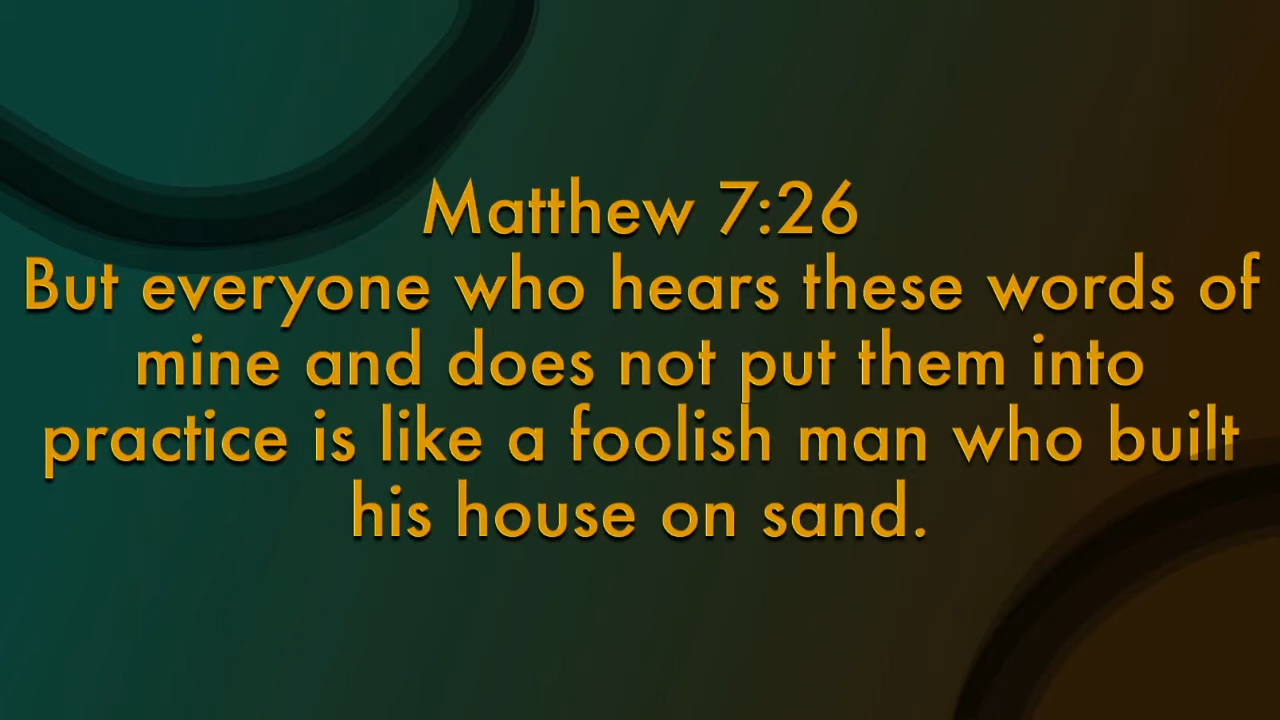 Matthew 7:26
But everyone who hears these words of
mine and does not put them into
practice is like a foolish man who built
his house on sand.